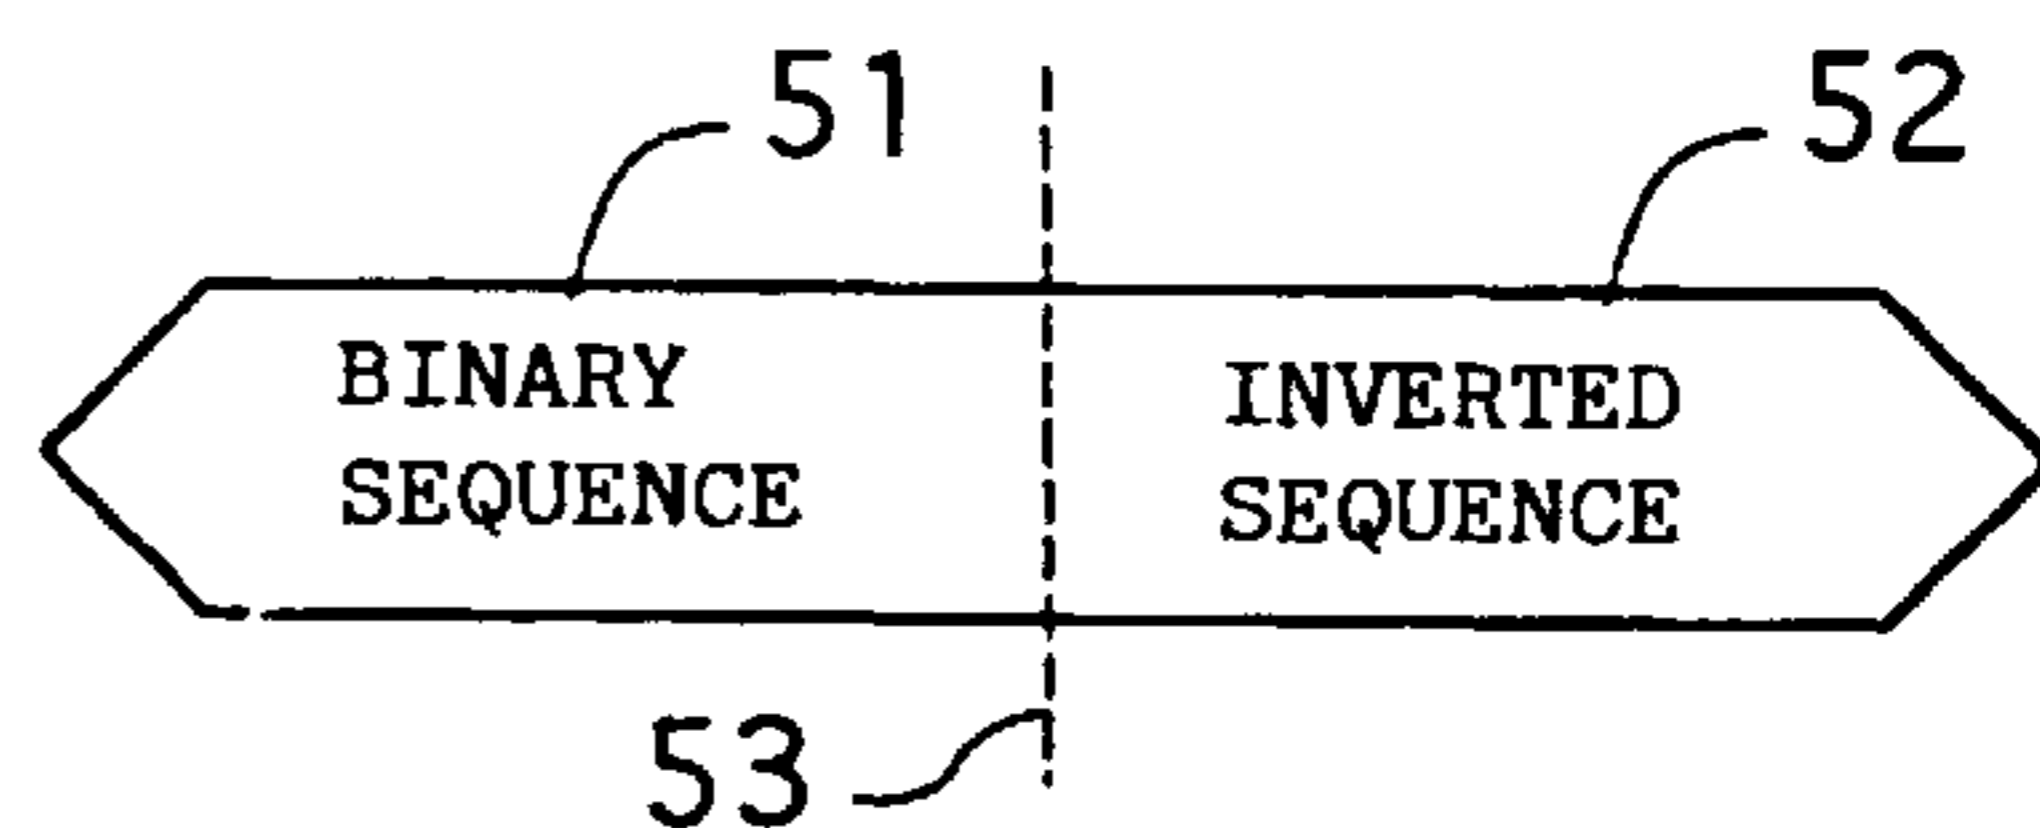 51
52
BINARY
SEQUENCE
INVERTED
SEQUENCE
53